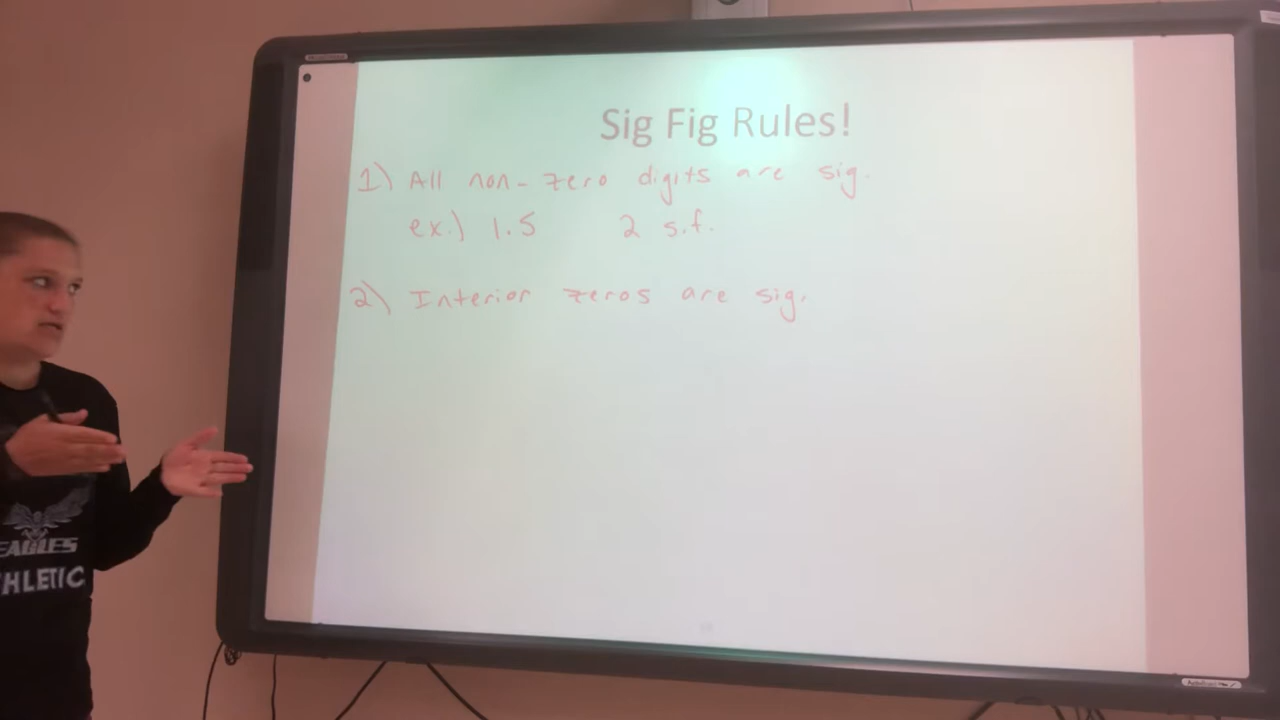 Sig Fig Rules!
1) All non-zero digits are sig.
ex.) 1.5 2 s.f.
2) Interior zeros are sig.
EAGLES
THLETIC